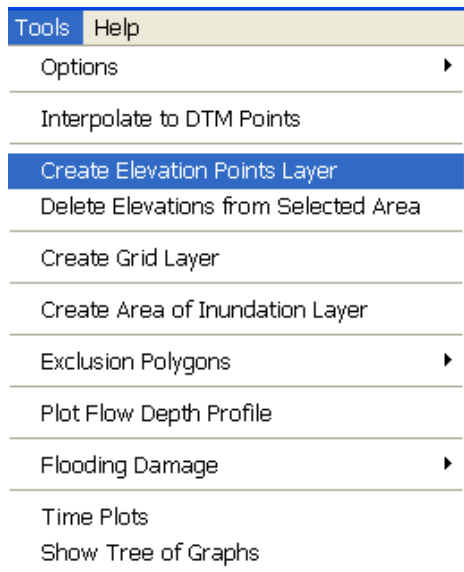 Tools Help
Options
Interpolate to DTM Points
Create Elevation Points Layer
Delete Elevations from Selected Area
Create Grid Layer
Create Area of Inundation Layer
Exclusion Polygons
Plot Flow Depth Profile
Flooding Damage
Time Plots
Show Tree of Graphs